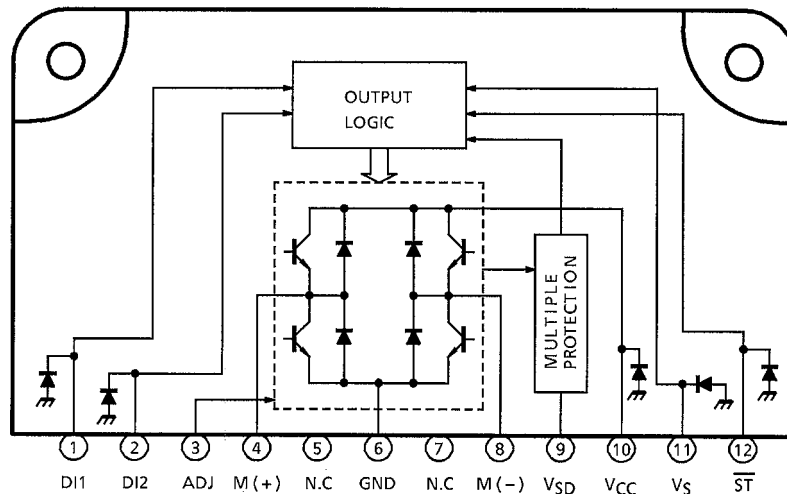 OUTPUT
LOGIC
MULTIPLE
PROTECTION
1 2 3 4 5 6 7 8 9 10 11 12
DI1 DI2 ADJ M(+) N.C GND N.C M(−) VSD VCC VS ST